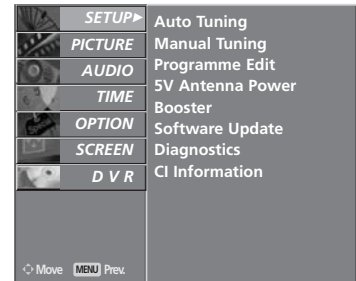 SETUP
PICTURE
AUDIO
TIME
OPTION
SCREEN
D V R
Auto Tuning
Manual Tuning
Programme Edit
5V Antenna Power
Booster
Software Update
Diagnostics
CI Information
Move MENU Prev.